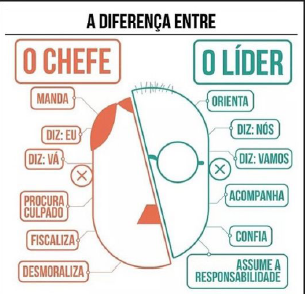 A DIFERENÇA ENTRE
O CHEFE
O LÍDER
MANDA
DIZ: EU
DIZ: VÁ
PROCURA
CULPADO
FISCALIZA
DESMORALIZA
ORIENTA
DIZ: NÓS
DIZ: VAMOS
ACOMPANHA
CONFIA
ASSUME A
RESPONSABILIDADE